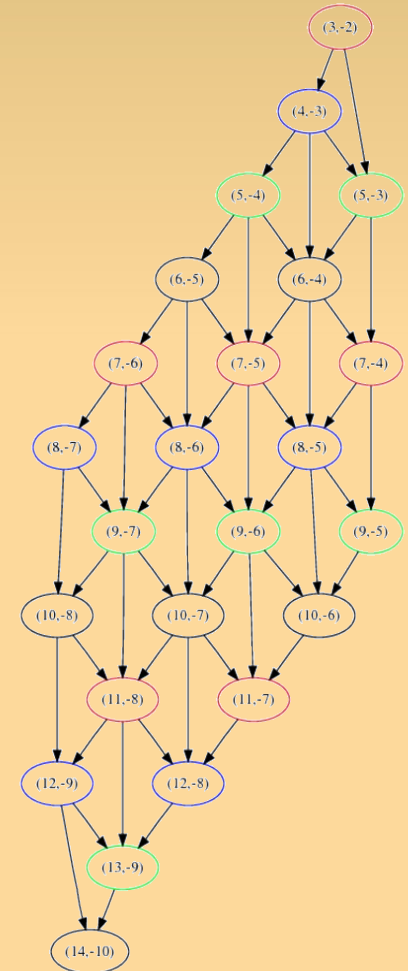 (3,-2)
(4,-3)
(5,-4) (5,-3)
(6,-5) (6,-4)
(7,-6) (7,-5) (7,-4)
(8,-7) (8,-6) (8,-5)
(9,-7) (9,-6) (9,-5)
(10,-8) (10,-7) (10,-6)
(11,-8) (11,-7)
(12,-9) (12,-8)
(13,-9)
(14,-10)